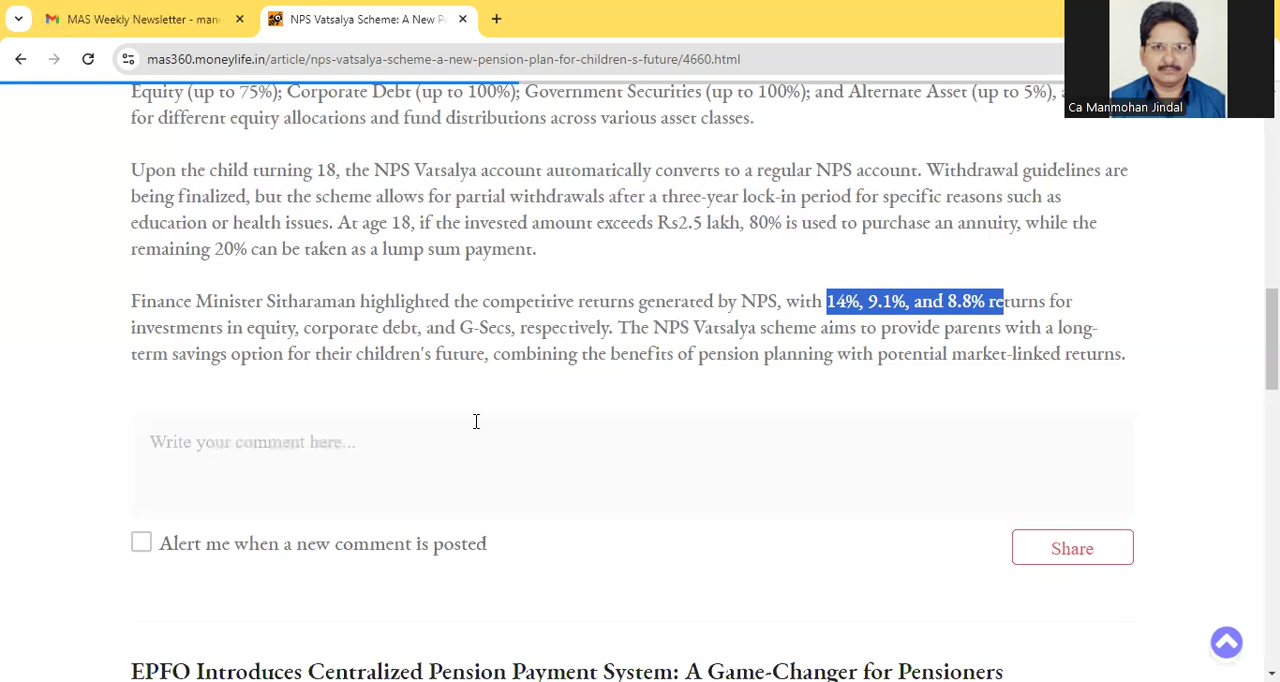 MAS Weekly Newsletter - man
NPS Vatsalya Scheme: A New P
mas360.moneylife.in/article/nps-vatsalya-scheme-a-new-pension-plan-for-children-s-future/4660.html
Ca Manmohan Jindal
Equity (up to 75%); Corporate Debt (up to 100%); Government Securities (up to 100%); and Alternate Asset (up to 5%),
for different equity allocations and fund distributions across various asset classes.
Upon the child turning 18, the NPS Vatsalya account automatically converts to a regular NPS account. Withdrawal guidelines are
being finalized, but the scheme allows for partial withdrawals after a three-year lock-in period for specific reasons such as
education or health issues. At age 18, if the invested amount exceeds Rs2.5 lakh, 80% is used to purchase an annuity, while the
remaining 20% can be taken as a lump sum payment.
Finance Minister Sitharaman highlighted the competitive returns generated by NPS, with 14%, 9.1%, and 8.8% returns for
investments in equity, corporate debt, and G-Secs, respectively. The NPS Vatsalya scheme aims to provide parents with a long-
term savings option for their children's future, combining the benefits of pension planning with potential market-linked returns.
Write your comment here...
Alert me when a new comment is posted
Share
EPFO Introduces Centralized Pension Payment System: A Game-Changer for Pensioners